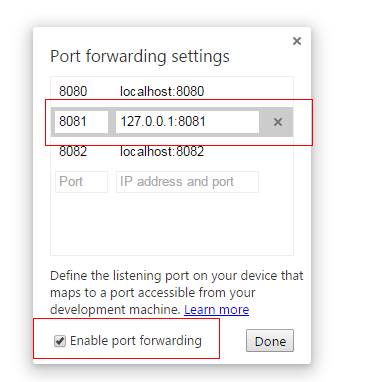 Port forwarding settings
8080 localhost:8080
8081 127.0.0.1:8081
8082 localhost:8082
Port IP address and port
Define the listening port on your device that
maps to a port accessible from your
development machine. Learn more
Enable port forwarding Done